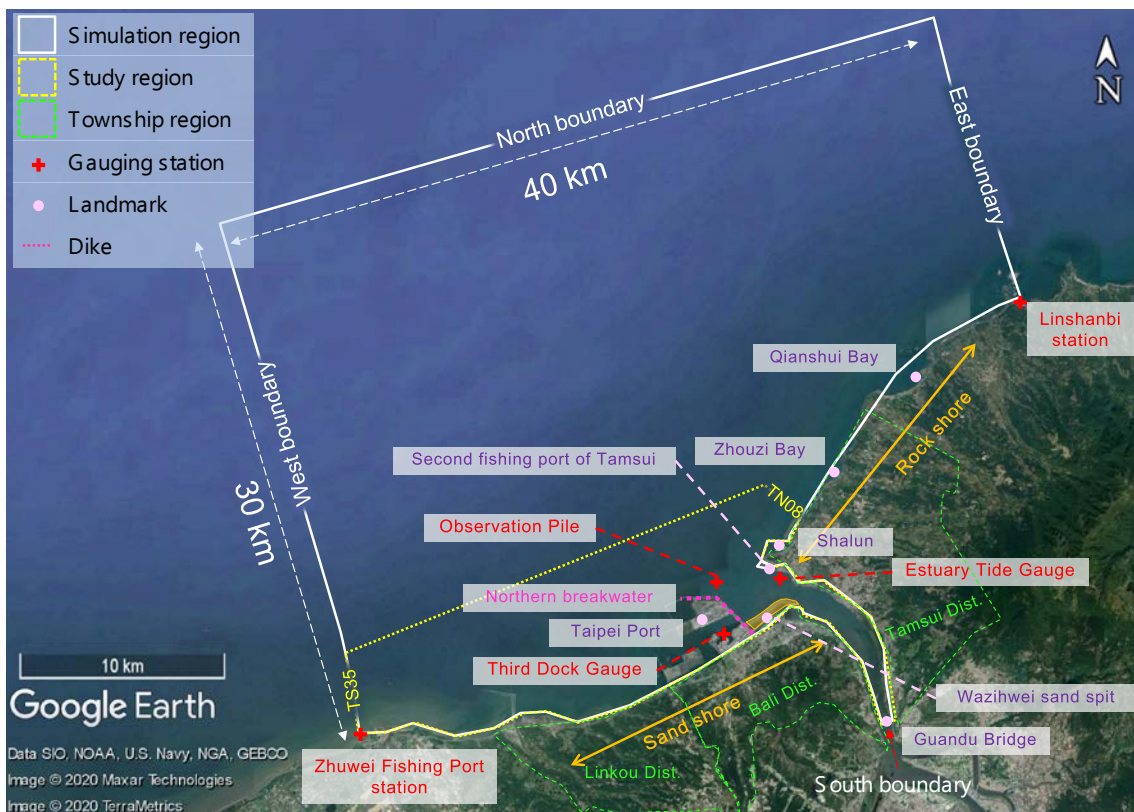 Simulation region
Study region
Township region
Gauging station
Landmark
Dike
North boundary
40 km
East boundary
N
West boundary
30 km
Linshanbi
station
Qianshui Bay
Rock shore
Zhouzi Bay
Second fishing port of Tamsui
TN08
Observation Pile
Shalun
Estuary Tide Gauge
Northern breakwater
Taipei Port
Tamsui Dist.
Third Dock Gauge
10 km
Google Earth
TS35
Sand shore
Bali Dist.
Wazihwei sand spit
Guandu Bridge
Linkou Dist.
Zhuwei Fishing Port
station
South boundary
Data SIO, NOAA, U.S. Navy, NGA, GEBCO
Image © 2020 Maxar Technologies
Image © 2020 TerraMetrics